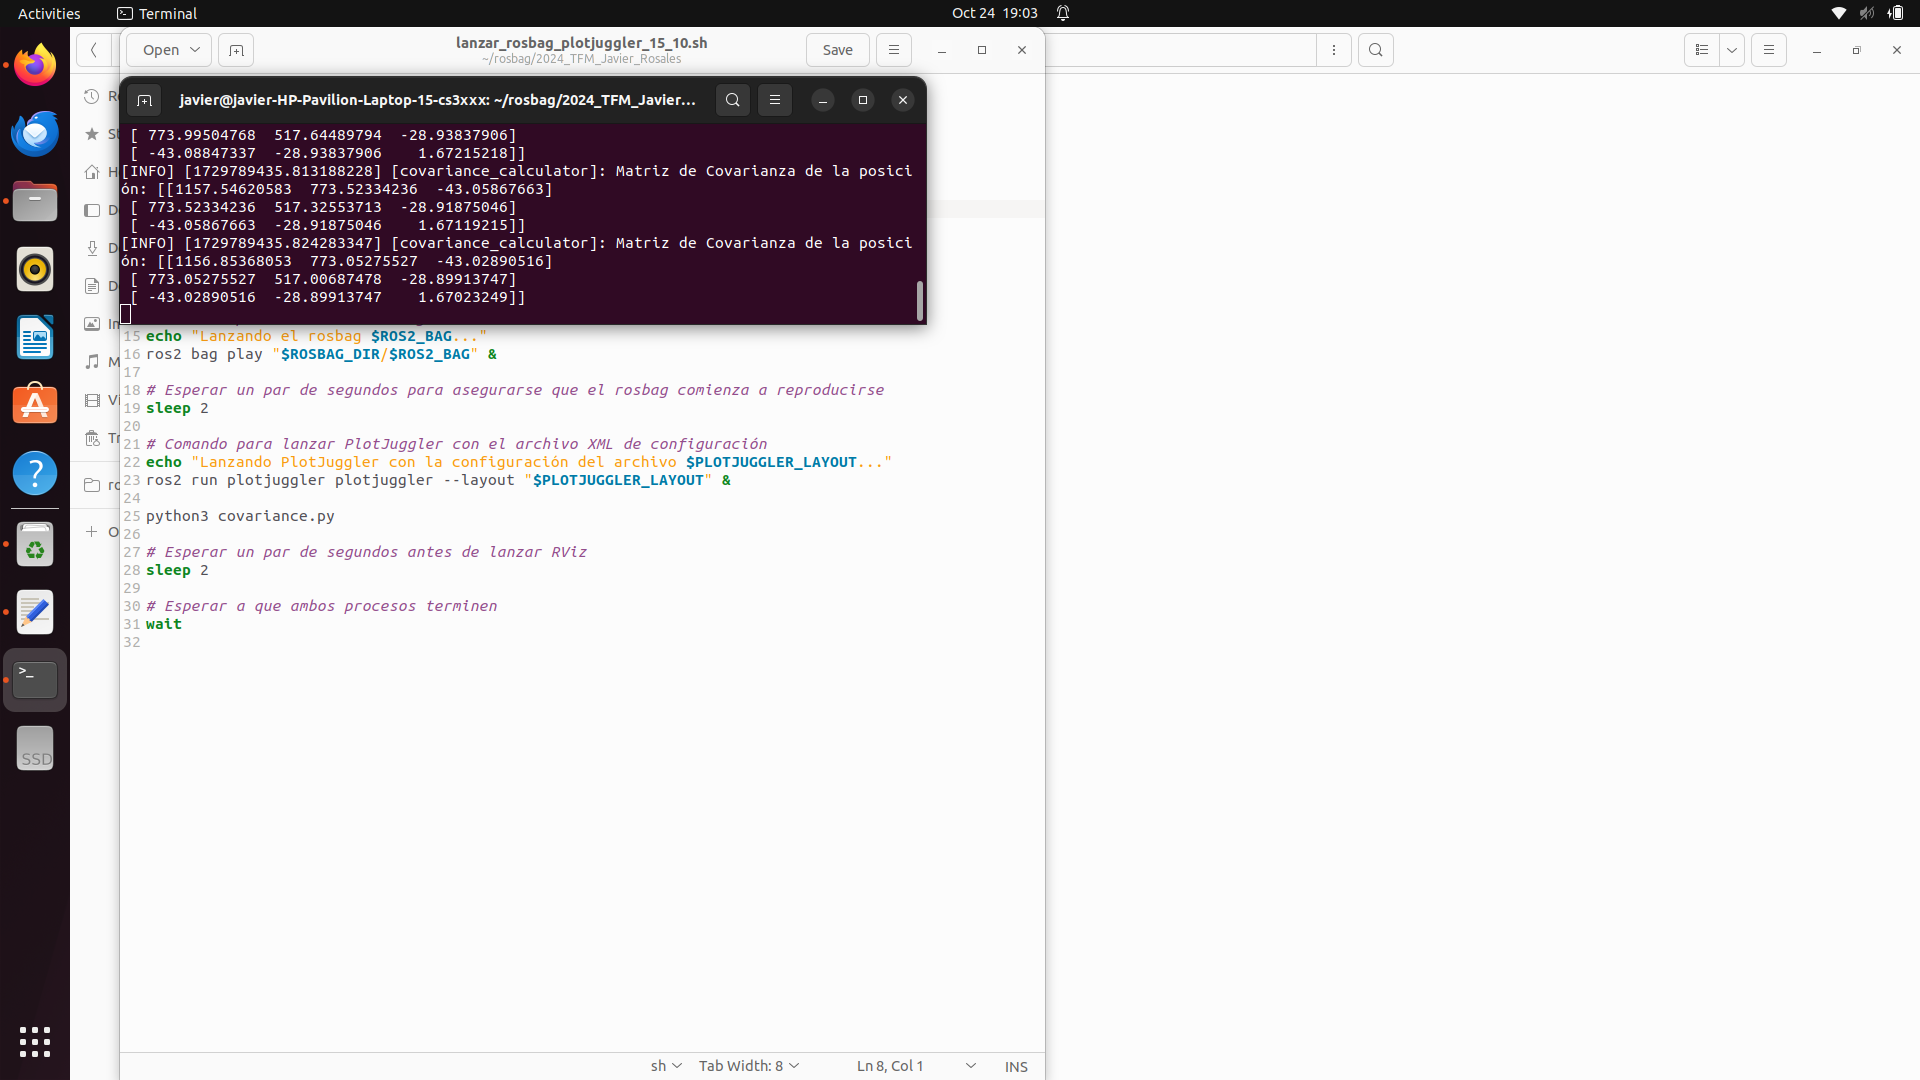 Activities
Terminal
Oct 24 19:03
Open
lanzar_rosbag_plotjuggler_15_10.sh
~/rosbag/2024_TFM_Javier_Rosales
Save
javier@javier-HP-Pavilion-Laptop-15-cs3xxx: ~/rosbag/2024_TFM_Javier...
[ 773.99504768 517.64489794 -28.93837906]
[ -43.08847337 -28.93837906 1.67215218]]
[INFO] [1729789435.813188228] [covariance_calculator]: Matriz de Covarianza de la posici
ón: [[1157.54620583 773.52334236 -43.05867663]
[ 773.52334236 517.32553713 -28.91875046]
[ -43.05867663 -28.91875046 1.67119215]]
[INFO] [1729789435.824283347] [covariance_calculator]: Matriz de Covarianza de la posici
ón: [[1156.85368053 773.05275527 -43.02890516]
[ 773.05275527 517.00687478 -28.89913747]
[ -43.02890516 -28.89913747 1.67023249]]
15 echo "Lanzando el rosbag $ROS2_BAG..."
16 ros2 bag play "$ROSBAG_DIR/$ROS2_BAG" &
17
18 # Esperar un par de segundos para asegurarse que el rosbag comienza a reproducirse
19 sleep 2
20
21 # Comando para lanzar PlotJuggler con el archivo XML de configuración
22 echo "Lanzando PlotJuggler con la configuración del archivo $PLOTJUGGLER_LAYOUT..."
23 ros2 run plotjuggler plotjuggler --layout "$PLOTJUGGLER_LAYOUT" &
24
25 python3 covariance.py
26
27 # Esperar un par de segundos antes de lanzar RViz
28 sleep 2
29
30 # Esperar a que ambos procesos terminen
31 wait
32
SSD
sh
Tab Width: 8
Ln 8, Col 1
INS